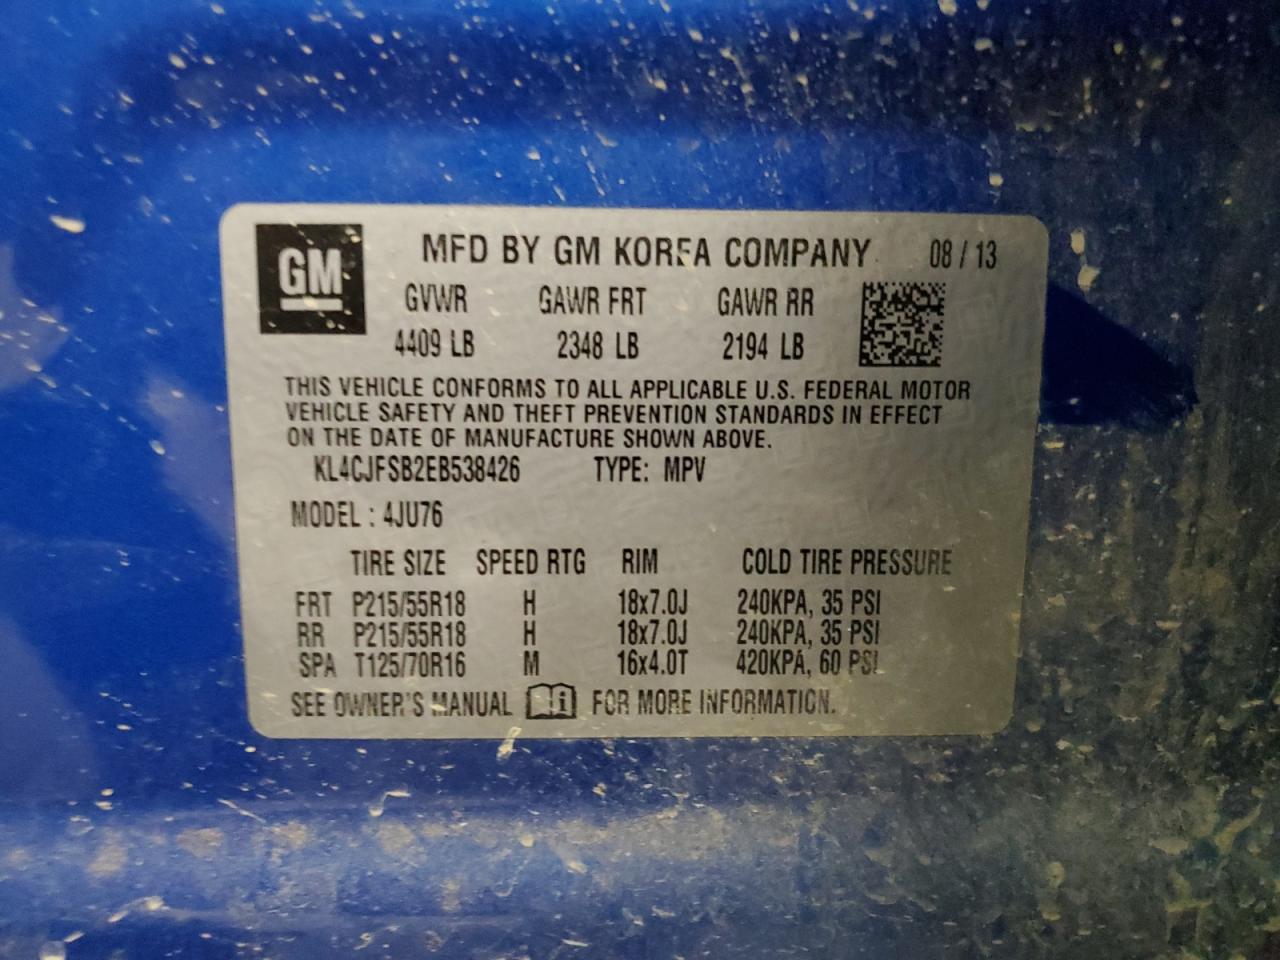 GM
MFD BY GM KOREA COMPANY 08 / 13
GVWR GAWR FRT GAWR RR
4409 LB 2348 LB 2194 LB
THIS VEHICLE CONFORMS TO ALL APPLICABLE U.S. FEDERAL MOTOR
VEHICLE SAFETY AND THEFT PREVENTION STANDARDS IN EFFECT
ON THE DATE OF MANUFACTURE SHOWN ABOVE.
KL4CJFSB2EB538426 TYPE: MPV
MODEL : 4JU76
TIRE SIZE SPEED RTG RIM COLD TIRE PRESSURE
FRT P215/55R18 H 18x7.0J 240KPA, 35 PSI
RR P215/55R18 H 18x7.0J 240KPA, 35 PSI
SPA T125/70R16 M 16x4.0T 420KPA, 60 PSI
SEE OWNER'S MANUAL FOR MORE INFORMATION.